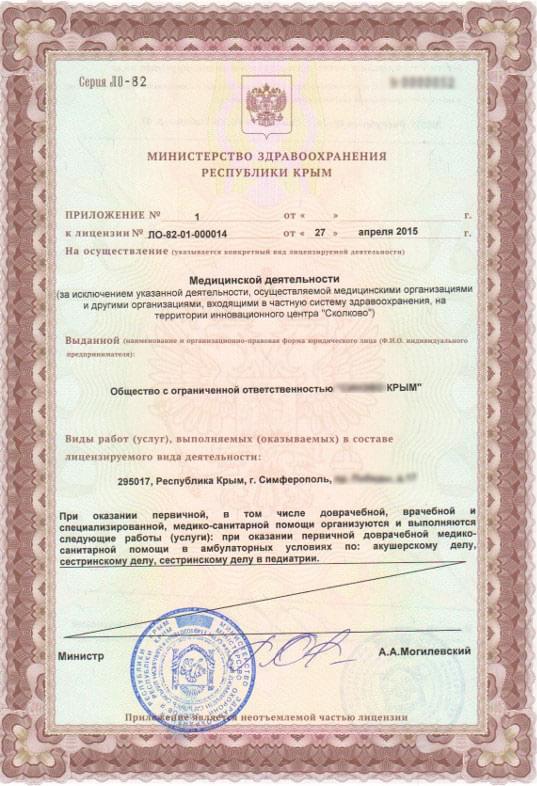 Серия ЛО-82
МИНИСТЕРСТВО ЗДРАВООХРАНЕНИЯ
РЕСПУБЛИКИ КРЫМ
ПРИЛОЖЕНИЕ № 1 от « » г.
к лицензии № ЛО-82-01-000014 от « 27 » апреля 2015 г.
На осуществление (указывается конкретный вид лицензируемой деятельности)
Медицинской деятельности
(за исключением указанной деятельности, осуществляемой медицинскими организациями
и другими организациями, входящими в частную систему здравоохранения, на
территории инновационного центра "Сколково")
Выданной (наименование и организационно-правовая форма юридического лица (Ф.И.О. индивидуального
предпринимателя):
Общество с ограниченной ответственностью КРЫМ"
Виды работ (услуг), выполняемых (оказываемых) в составе
лицензируемого вида деятельности:
295017, Республика Крым, г. Симферополь,
При оказании первичной, в том числе доврачебной, врачебной и
специализированной, медико-санитарной помощи организуются и выполняются
следующие работы (услуги): при оказании первичной доврачебной медико-
санитарной помощи в амбулаторных условиях по: акушерскому делу,
сестринскому делу, сестринскому делу в педиатрии.
Министр А.А.Могилевский
Приложение является неотъемлемой частью лицензии